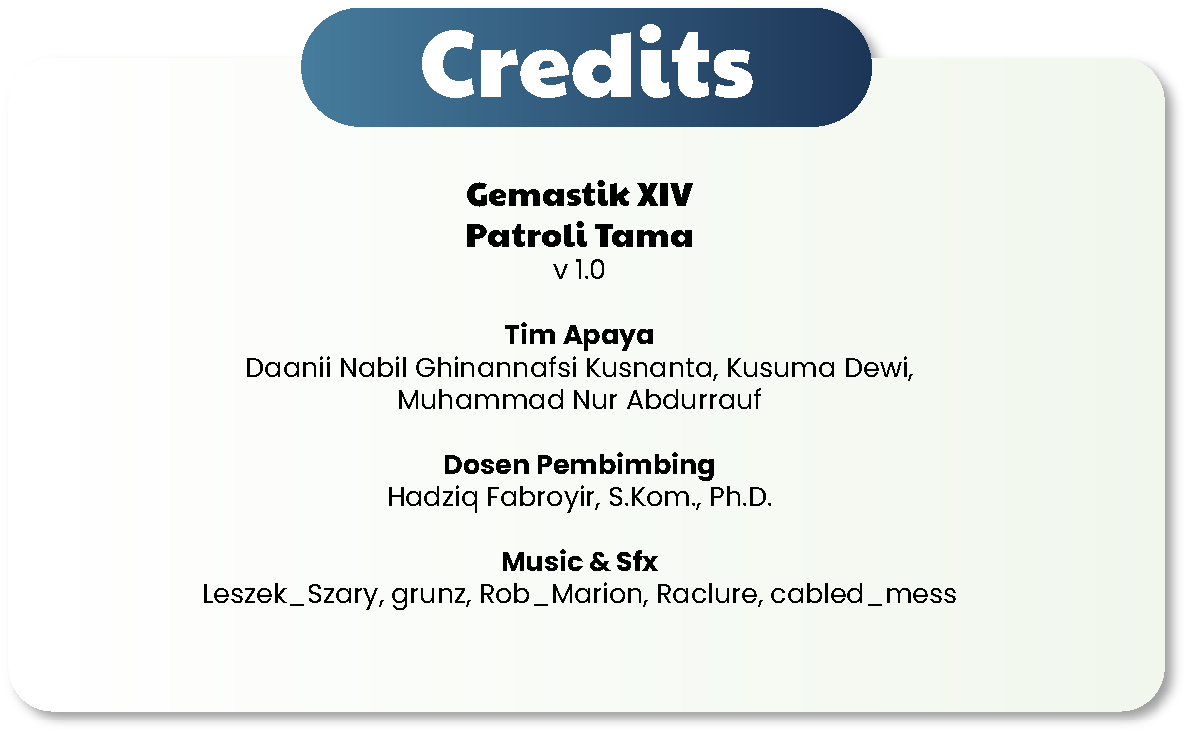 Credits
Gemastik XIV
Patroli Tama
v 1.0
Tim Apaya
Daanii Nabil Ghinannafsi Kusnanta, Kusuma Dewi,
Muhammad Nur Abdurrauf
Dosen Pembimbing
Hadziq Fabroyir, S.Kom., Ph.D.
Music & Sfx
Leszek_Szary, grunz, Rob_Marion, Raclure, cabled_mess